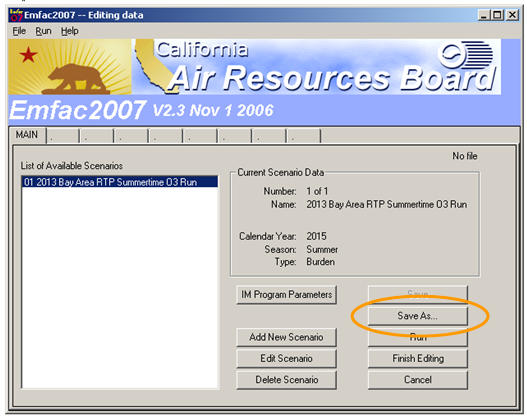 Emfac2007 -- Editing data
File Run Help
California
Air Resources Board
Emfac2007 V2.3 Nov 1 2006
MAIN . . . . . . . .
No file
List of Available Scenarios
01 2013 Bay Area RTP Summertime O3 Run
Current Scenario Data
Number: 1 of 1
Name: 2013 Bay Area RTP Summertime O3 Run
Calendar Year: 2015
Season: Summer
Type: Burden
IM Program Parameters
Save...
Save As...
Add New Scenario
Run
Edit Scenario
Finish Editing
Delete Scenario
Cancel